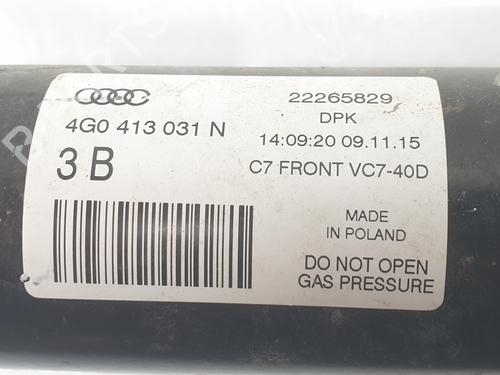 22265829
DPK
4G0 413 031 N
14:09:20 09.11.15
3 B
C7 FRONT VC7-40D
MADE
IN POLAND
DO NOT OPEN
GAS PRESSURE